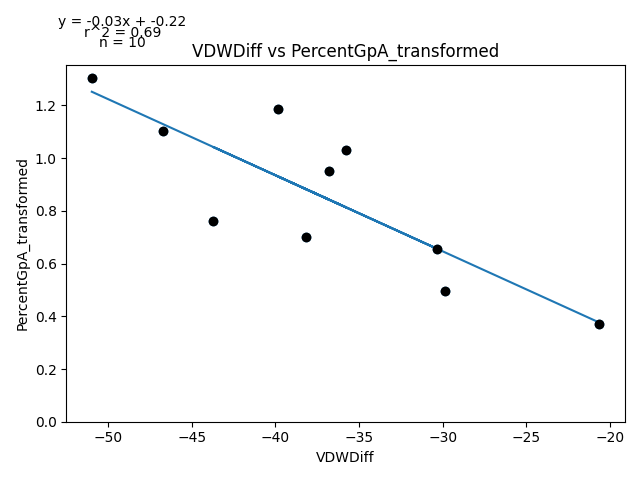 y = -0.03x + -0.22
r^2 = 0.69
n = 10
VDWDiff vs PercentGpA_transformed
PercentGpA_transformed
1.2
1.0
0.8
0.6
0.4
0.2
0.0
−50 −45 −40 −35 −30 −25 −20
VDWDiff